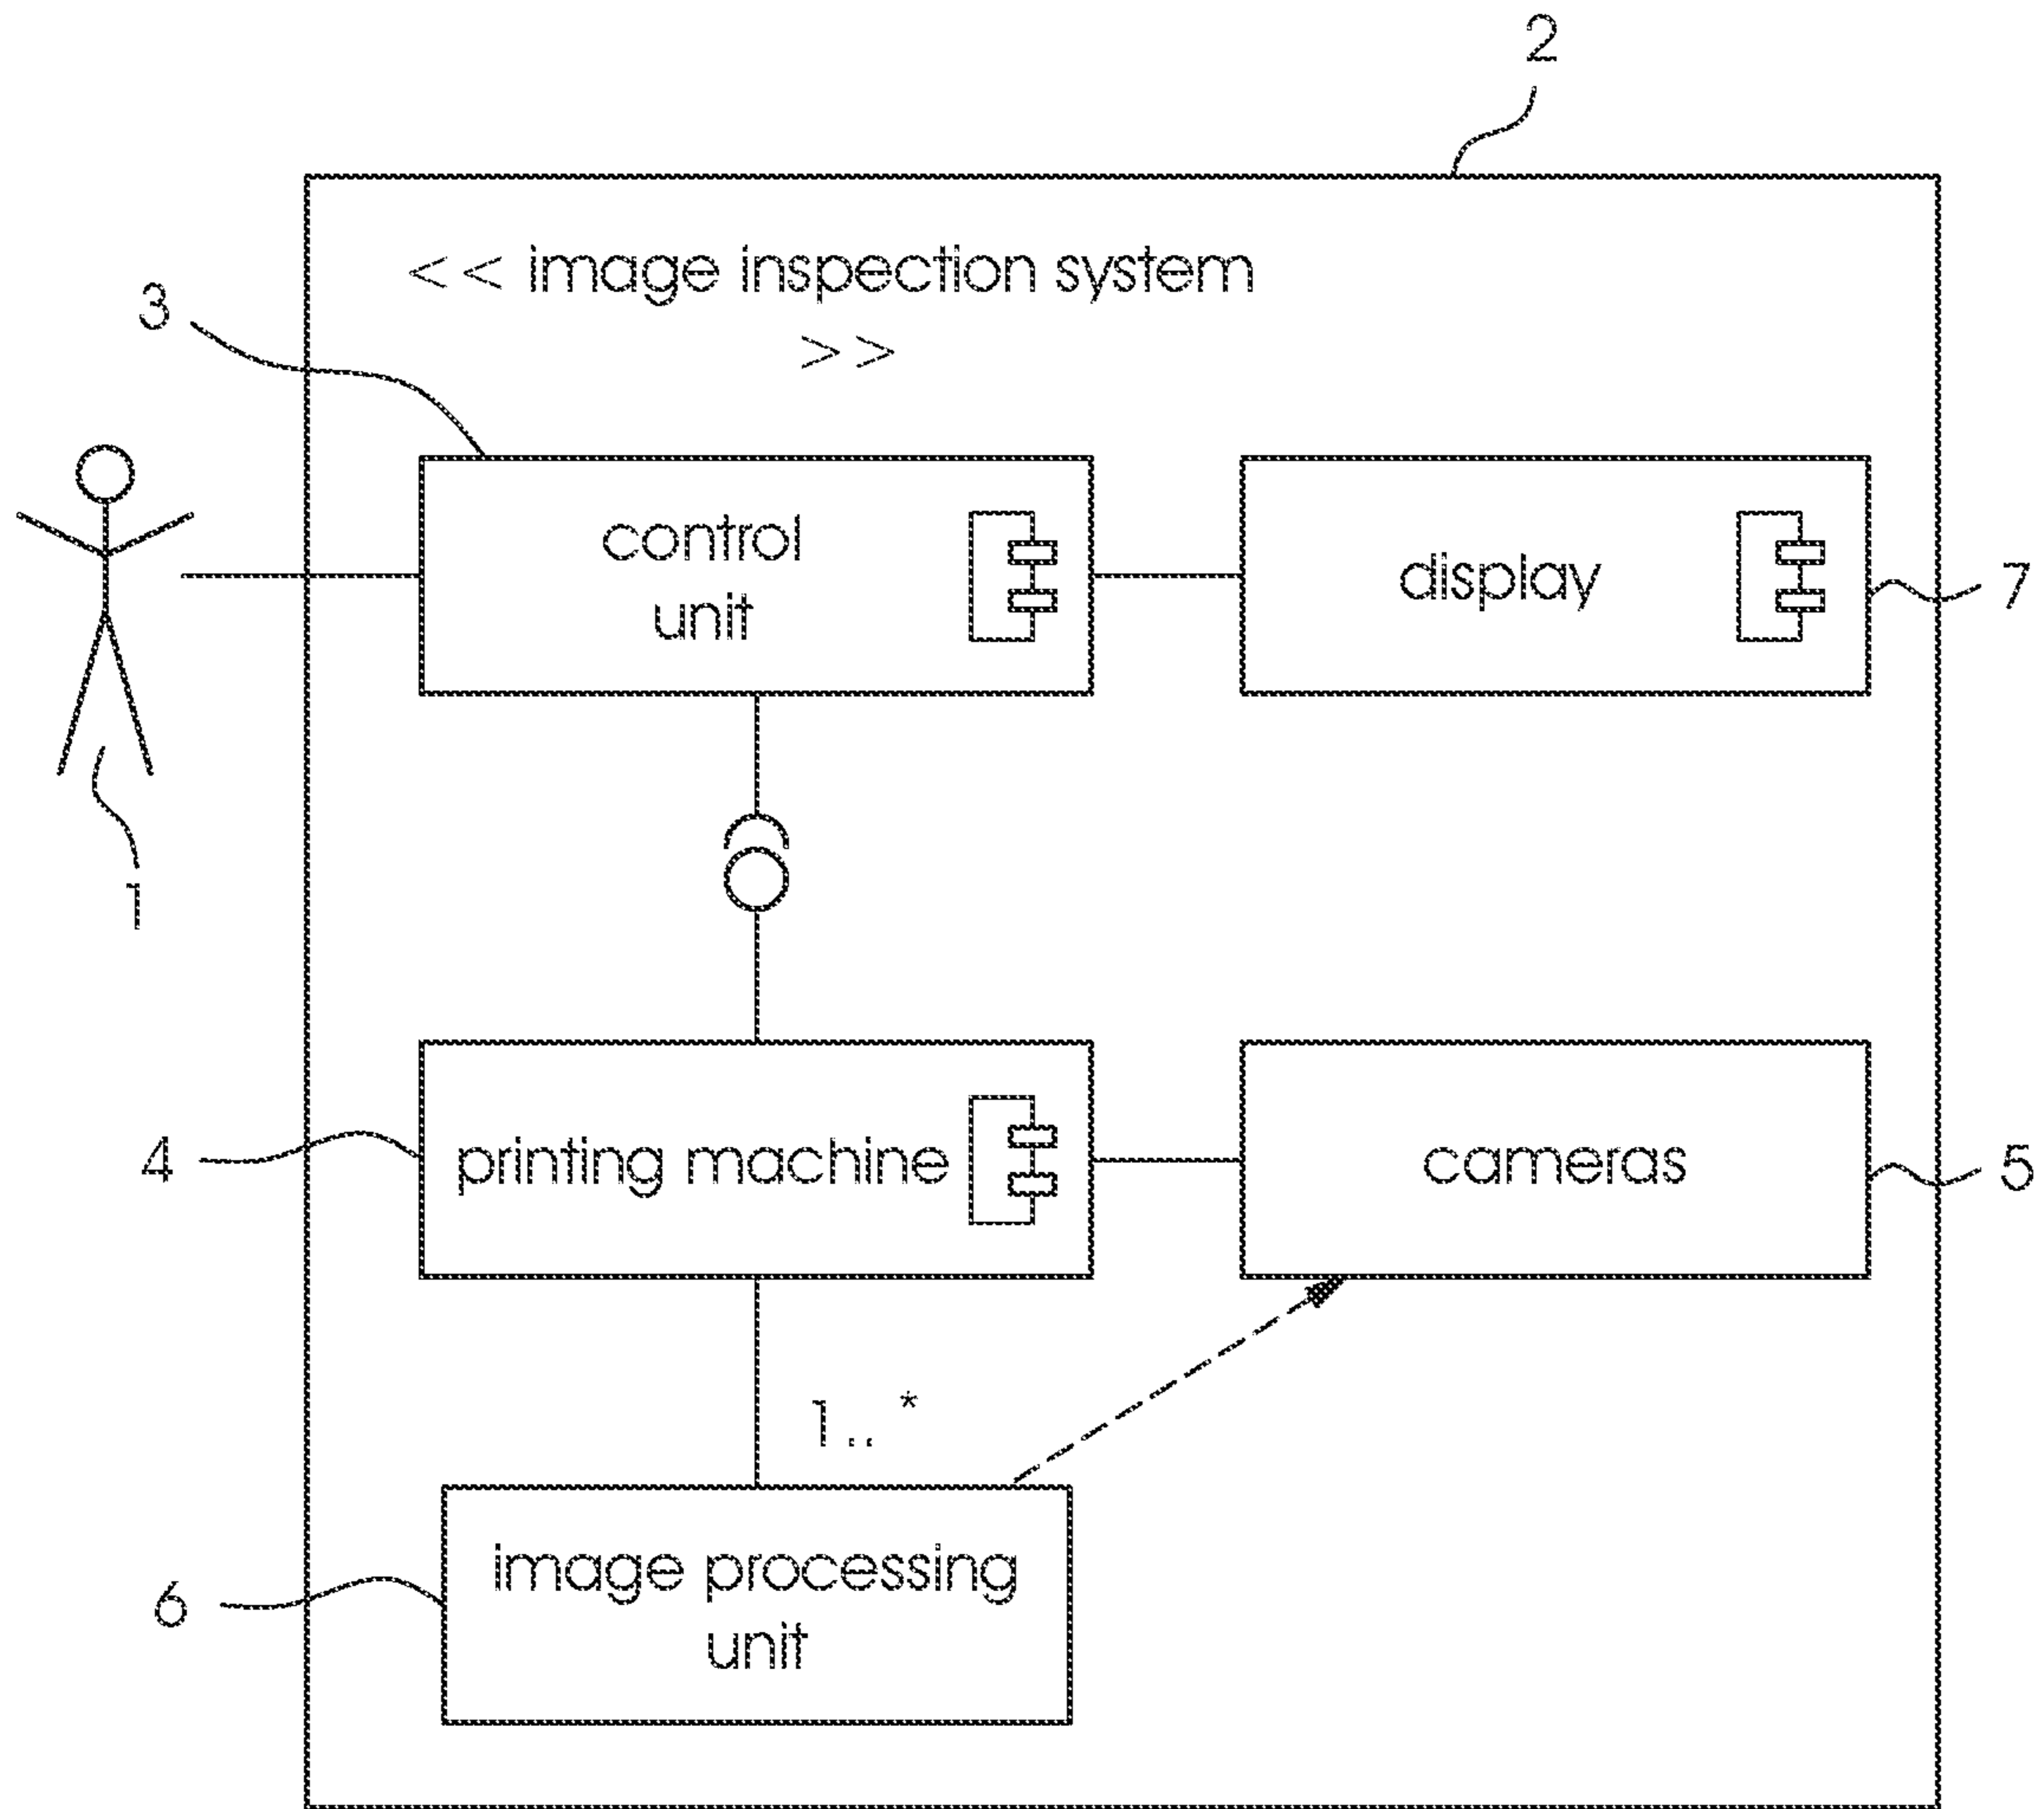 2
<< image inspection system
>>
3
control
unit
display
7
1
4
printing machine
cameras
5
1..*
6
image processing
unit